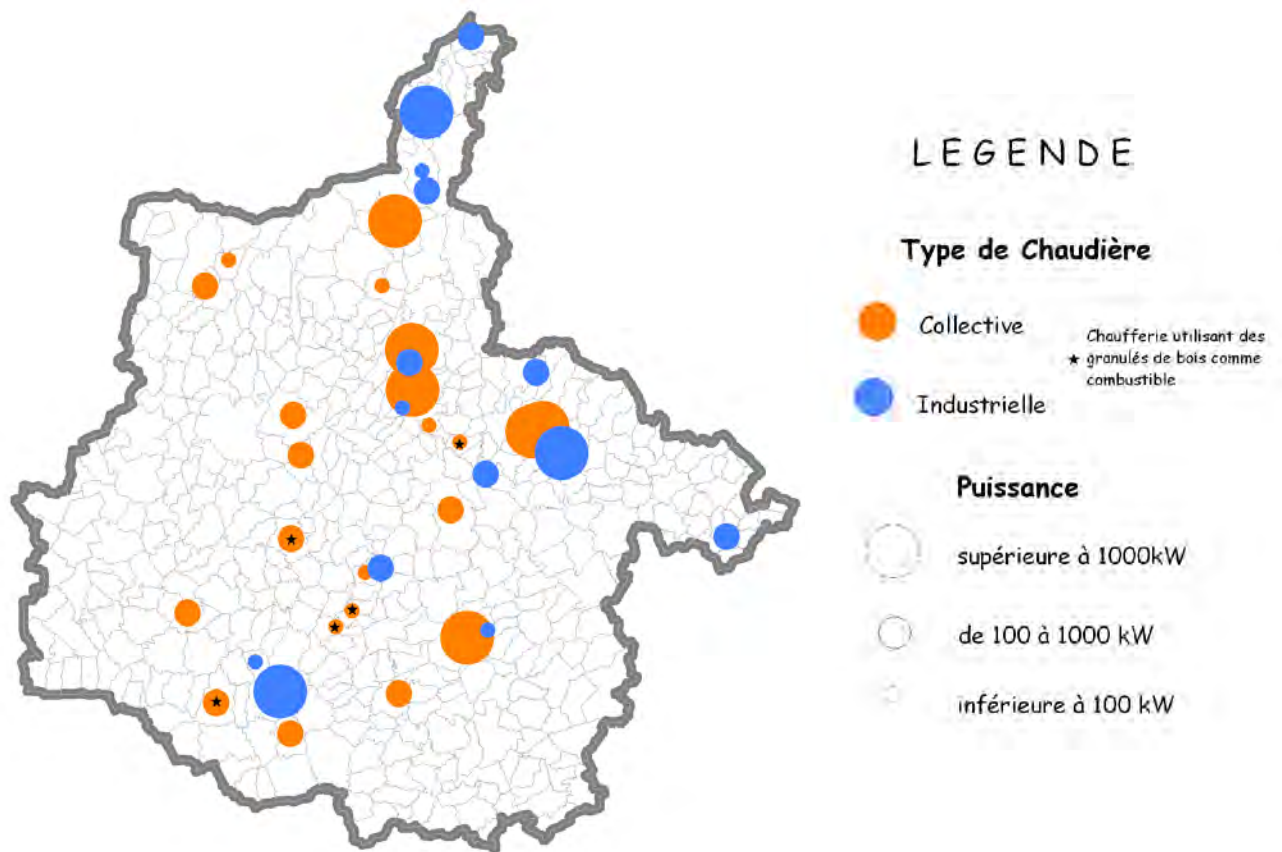 LEGENDE
Type de Chaudière
Collective
Industrielle
Chaufferie utilisant des
granulés de bois comme
combustible
Puissance
supérieure à 1000kW
de 100 à 1000 kW
inférieure à 100 kW